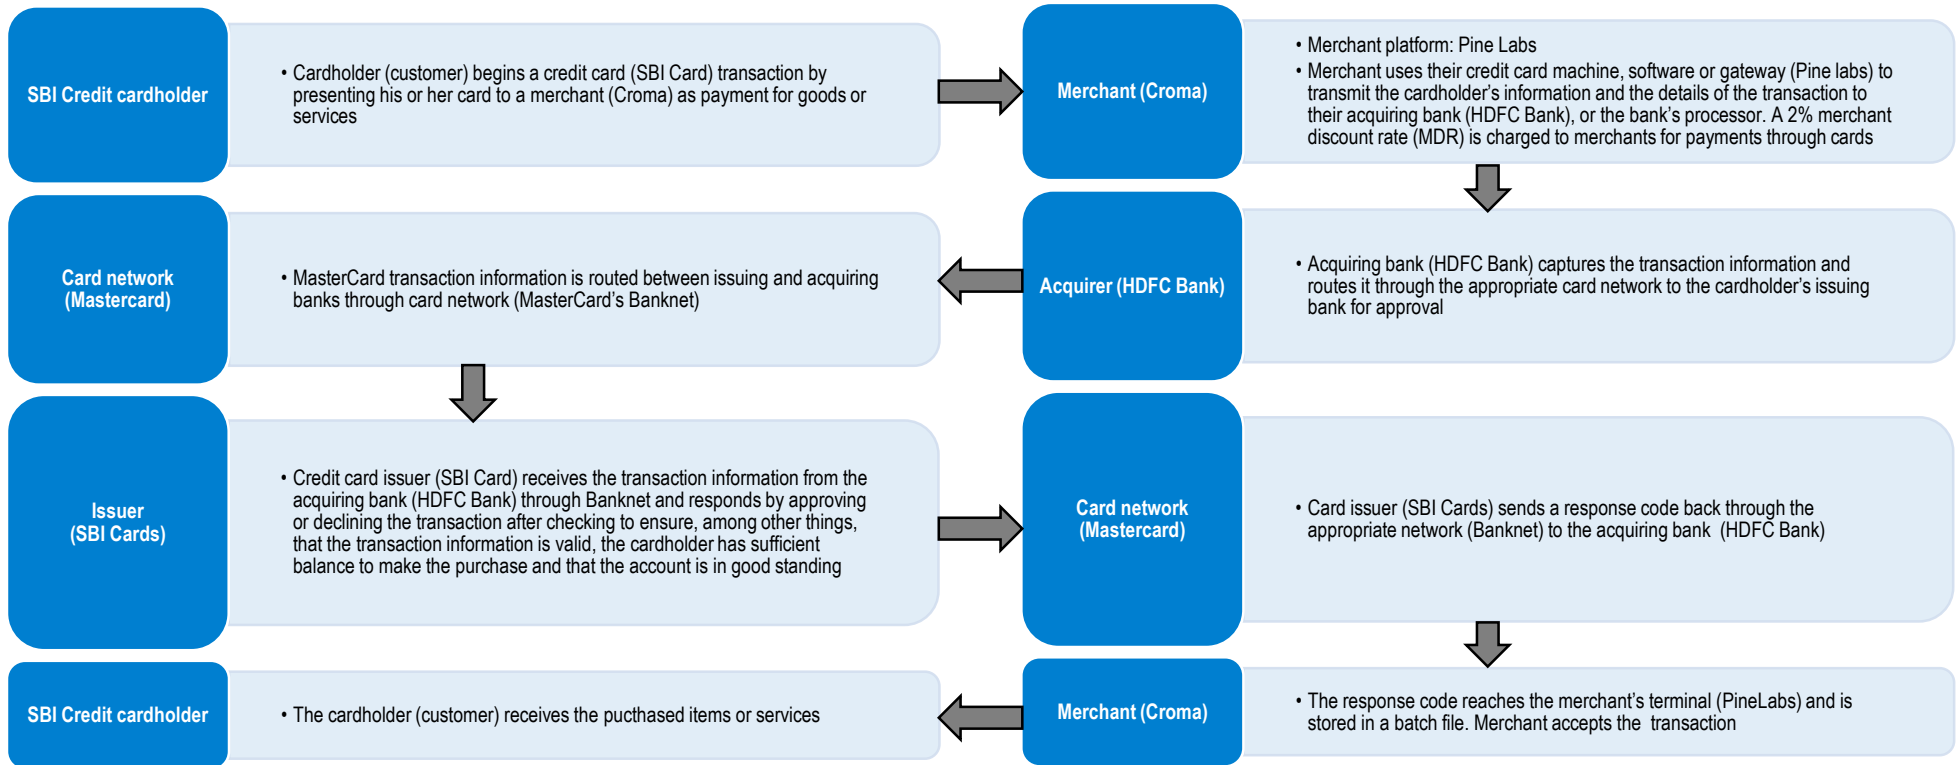 SBI Credit cardholder
• Cardholder (customer) begins a credit card (SBI Card) transaction by
presenting his or her card to a merchant (Croma) as payment for goods or
services
Merchant (Croma)
• Merchant platform: Pine Labs
• Merchant uses their credit card machine, software or gateway (Pine labs) to
transmit the cardholder's information and the details of the transaction to
their acquiring bank (HDFC Bank), or the bank's processor. A 2% merchant
discount rate (MDR) is charged to merchants for payments through cards
Acquirer (HDFC Bank)
• Acquiring bank (HDFC Bank) captures the transaction information and
routes it through the appropriate card network to the cardholder's issuing
bank for approval
Card network
(Mastercard)
• MasterCard transaction information is routed between issuing and acquiring
banks through card network (MasterCard's Banknet)
Issuer
(SBI Cards)
• Credit card issuer (SBI Card) receives the transaction information from the
acquiring bank (HDFC Bank) through Banknet and responds by approving
or declining the transaction after checking to ensure, among other things,
that the transaction information is valid, the cardholder has sufficient
balance to make the purchase and that the account is in good standing
Card network
(Mastercard)
• Card issuer (SBI Cards) sends a response code back through the
appropriate network (Banknet) to the acquiring bank (HDFC Bank)
Merchant (Croma)
• The response code reaches the merchant's terminal (PineLabs) and is
stored in a batch file. Merchant accepts the transaction
SBI Credit cardholder
• The cardholder (customer) receives the pucthased items or services